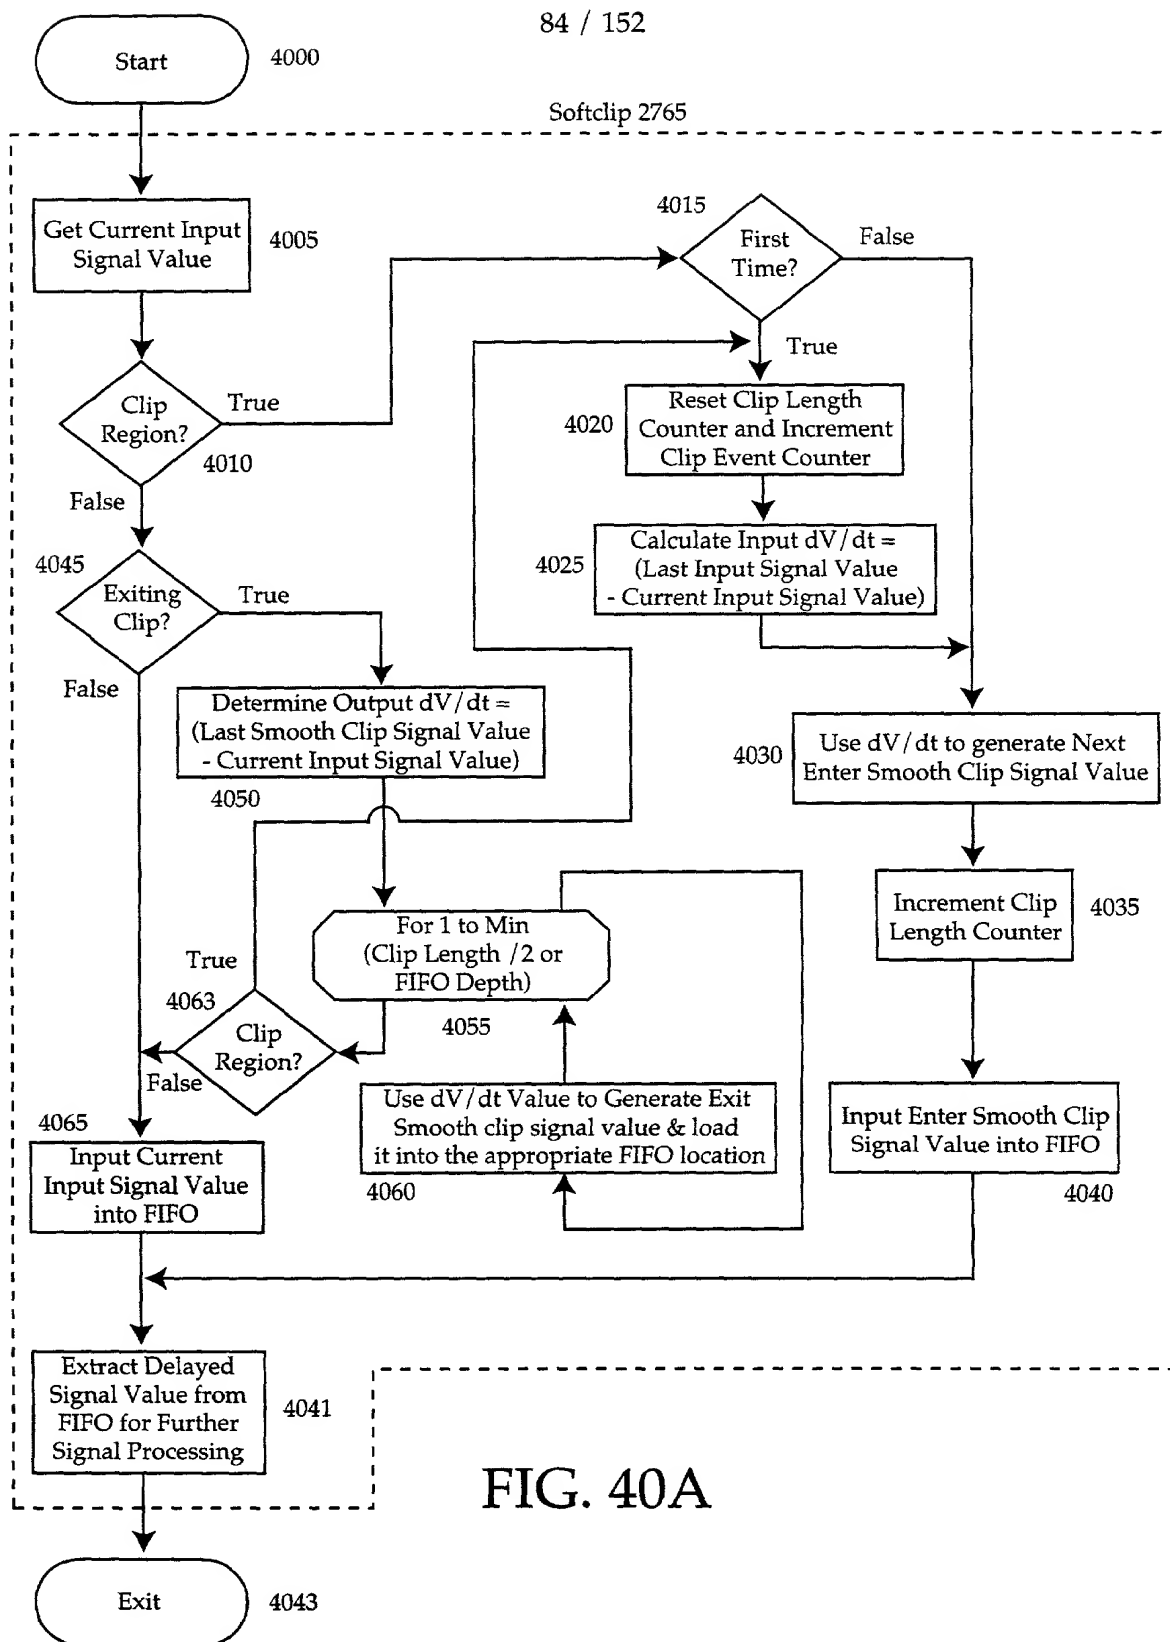 84 / 152
Start
4000
Softclip 2765
Get Current Input
Signal Value
4005
4015
First
Time?
False
True
Clip
Region?
True
4010
False
4020
Reset Clip Length
Counter and Increment
Clip Event Counter
4025
Calculate Input dV/dt =
(Last Input Signal Value
- Current Input Signal Value)
4045
Exiting
Clip?
True
False
Determine Output dV/dt =
(Last Smooth Clip Signal Value
- Current Input Signal Value)
4050
4030
Use dV/dt to generate Next
Enter Smooth Clip Signal Value
For 1 to Min
(Clip Length /2 or
FIFO Depth)
4055
Increment Clip
Length Counter
4035
True
4063
Clip
Region?
False
Use dV/dt Value to Generate Exit
Smooth clip signal value & load
it into the appropriate FIFO location
4060
Input Enter Smooth Clip
Signal Value into FIFO
4040
4065
Input Current
Input Signal Value
into FIFO
Extract Delayed
Signal Value from
FIFO for Further
Signal Processing
4041
FIG. 40A
Exit
4043